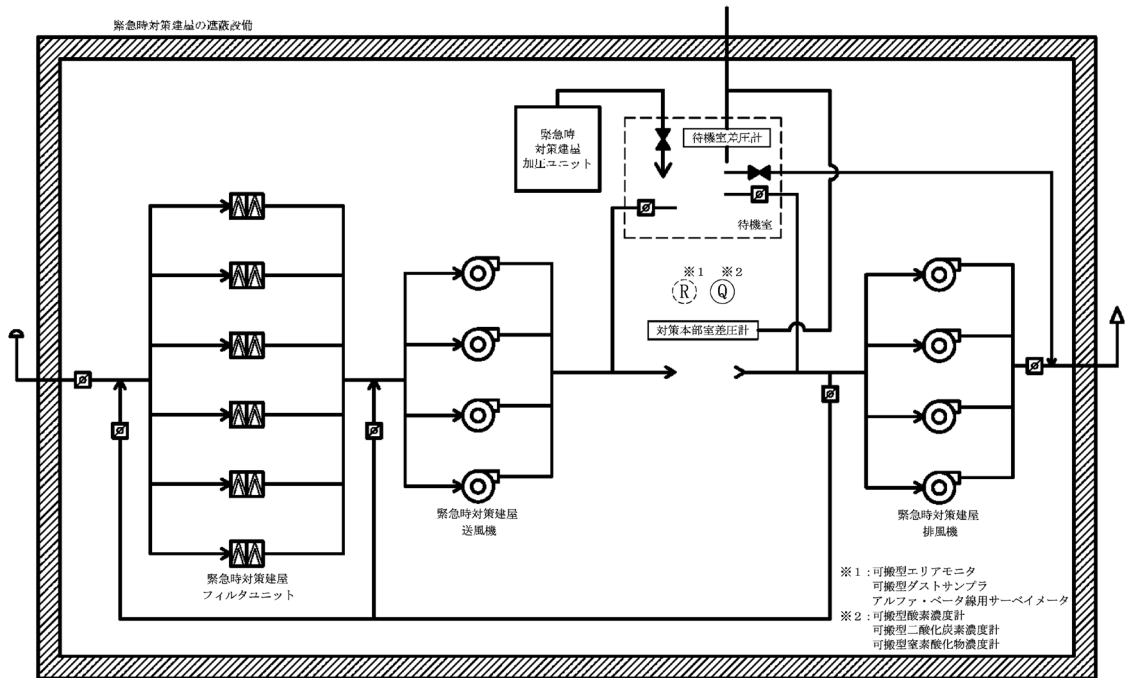 緊急時対策建屋の遮蔽設備
緊急時
対策建屋
加圧ユニット
待機室差圧計
待機室
※1
※2
R
Q
対策本部室差圧計
緊急時対策建屋
送風機
緊急時対策建屋
排風機
緊急時対策建屋
フィルタユニット
※1:可搬型エリアモニタ
可搬型ダストサンプラ
アルファ・ベータ線用サーベイメータ
※2:可搬型酸素濃度計
可搬型二酸化炭素濃度計
可搬型窒素酸化物濃度計